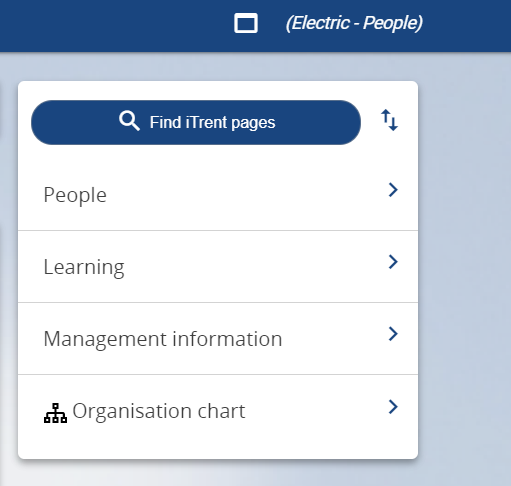 (Electric - People)
Find iTrent pages
People
Learning
Management information
Organisation chart